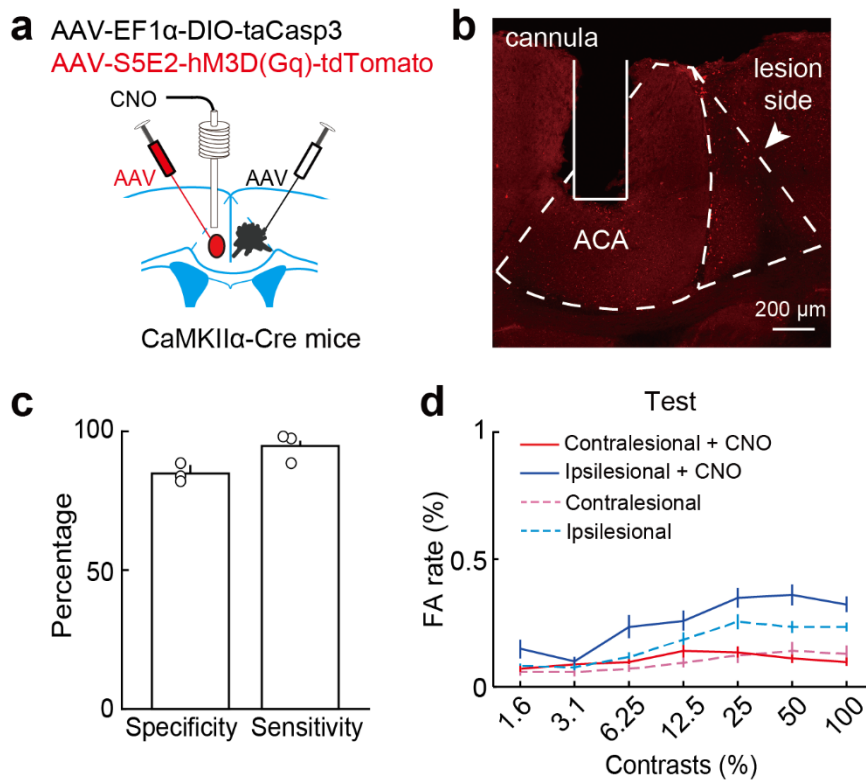 a
AAV-EF1α-DIO-taCasp3
AAV-S5E2-hM3D(Gq)-tdTomato
CNO
AAV
AAV
CaMKIIα-Cre mice
b
cannula
lesion
side
ACA
200 μm
c
Percentage
100
50
0
Specificity
Sensitivity
d
Test
FA rate (%)
1
0.5
0
Contralesional + CNO
Ipsilesional + CNO
Contralesional
Ipsilesional
1.6
3.1
6.25
12.5
25
50
100
Contrasts (%)